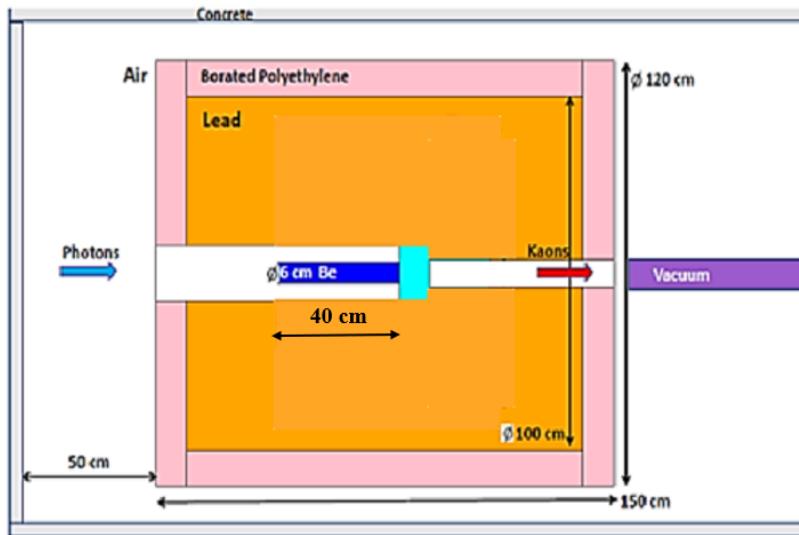 Concrete
Air
Borated Polyethylene
Ø 120 cm
Lead
Photons
Kaons
Ø 6 cm Be
Vacuum
40 cm
Ø 100 cm
50 cm
150 cm